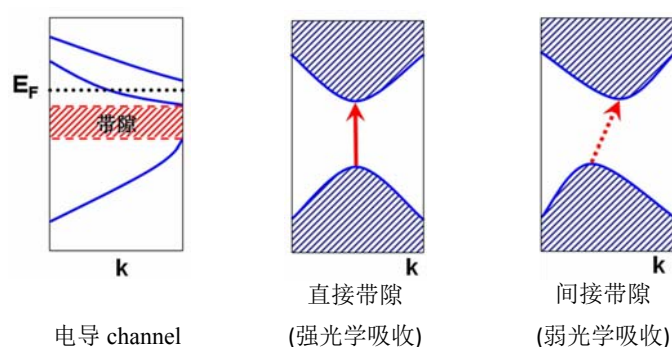 E_F
带隙
k
k
k
直接带隙
间接带隙
电导 channel
(强光学吸收)
(弱光学吸收)